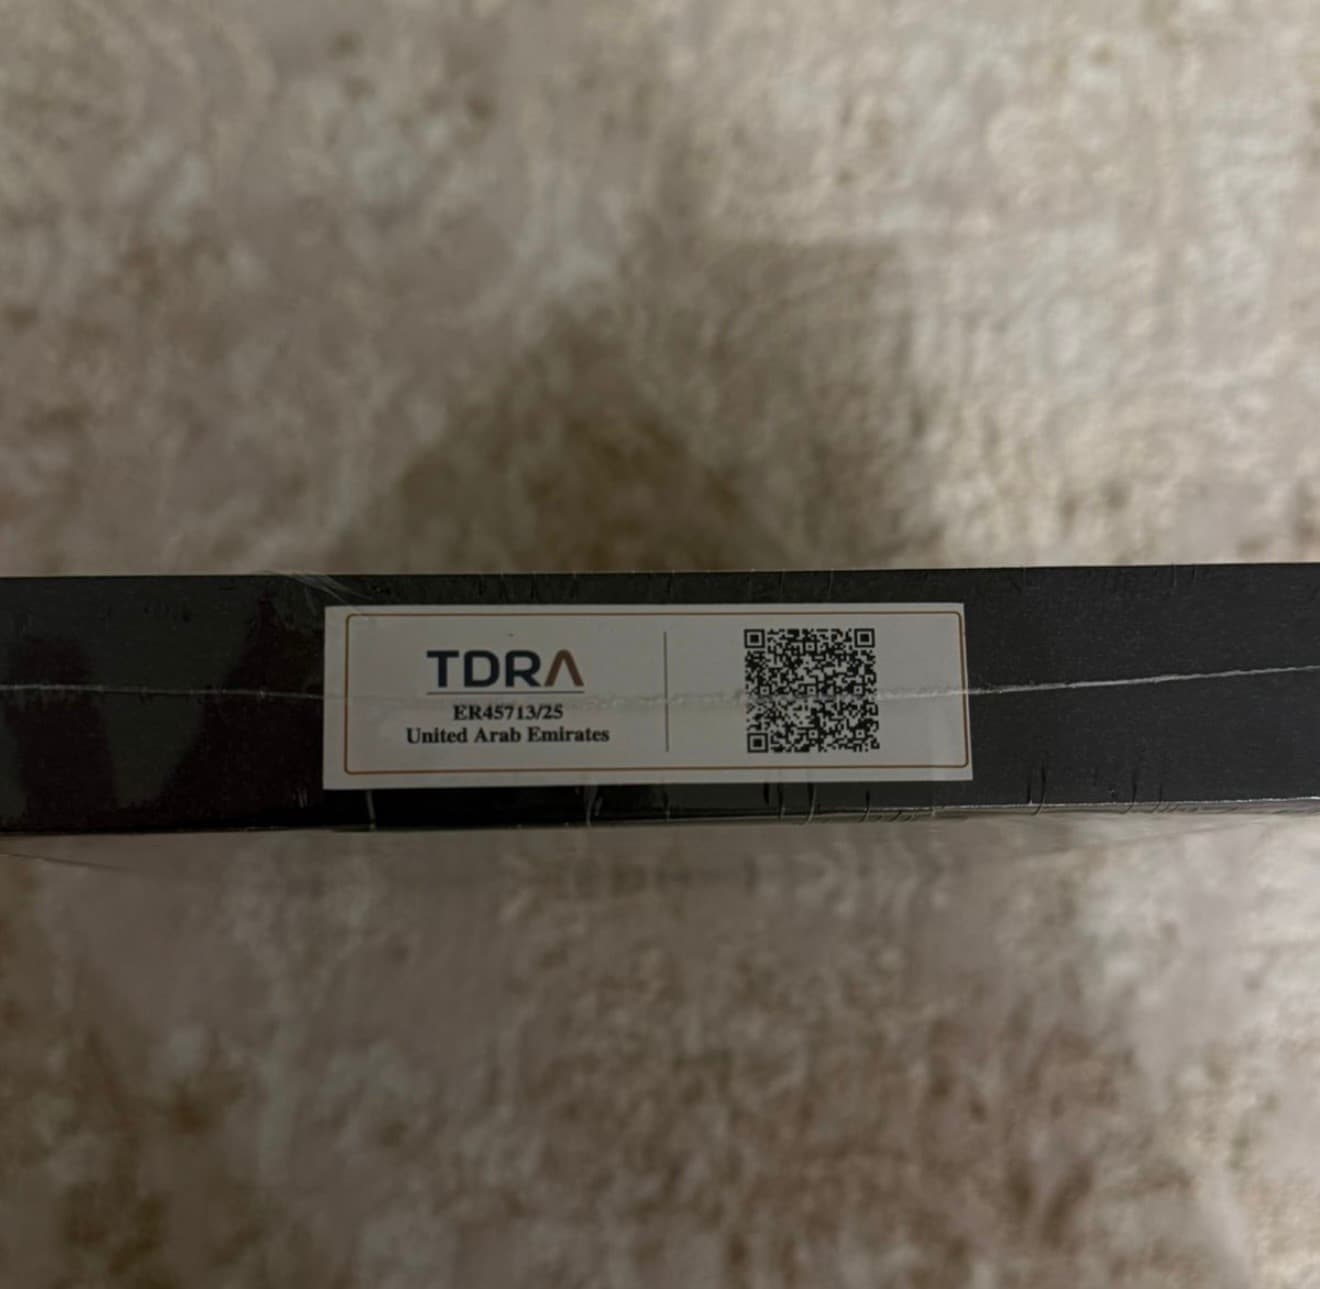 TDRA
ER45713/25
United Arab Emirates